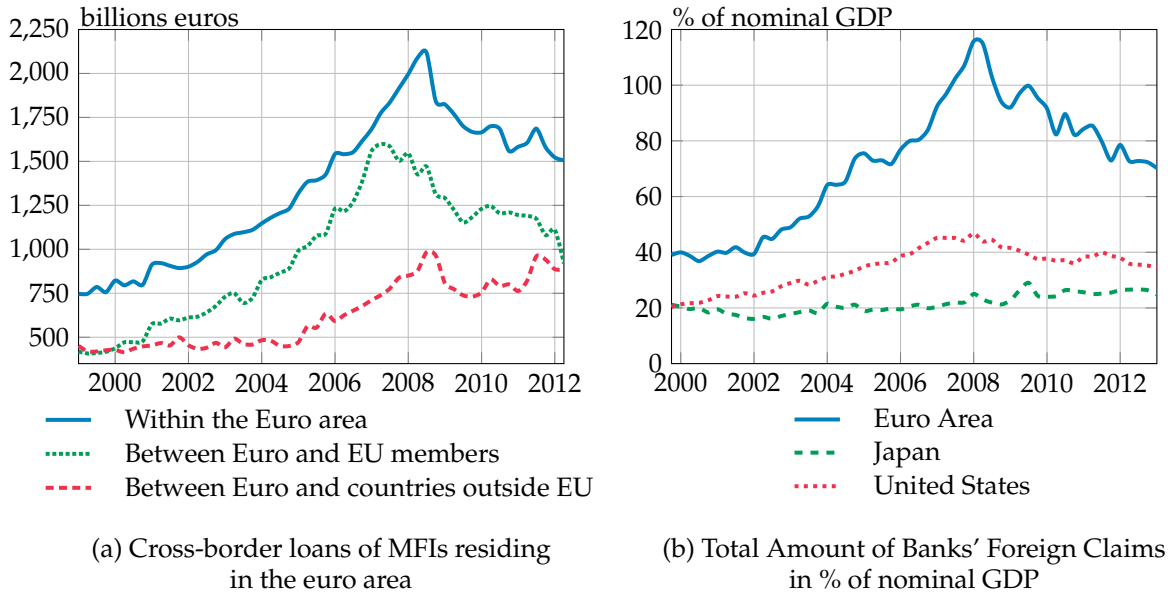 billions euros
2,250
2,000
1,750
1,500
1,250
1,000
750
500
2000 2002 2004 2006 2008 2010 2012
Within the Euro area
Between Euro and EU members
Between Euro and countries outside EU
(a) Cross-border loans of MFIs residing
in the euro area
% of nominal GDP
120
100
80
60
40
20
0
2000 2002 2004 2006 2008 2010 2012
Euro Area
Japan
United States
(b) Total Amount of Banks’ Foreign Claims
in % of nominal GDP